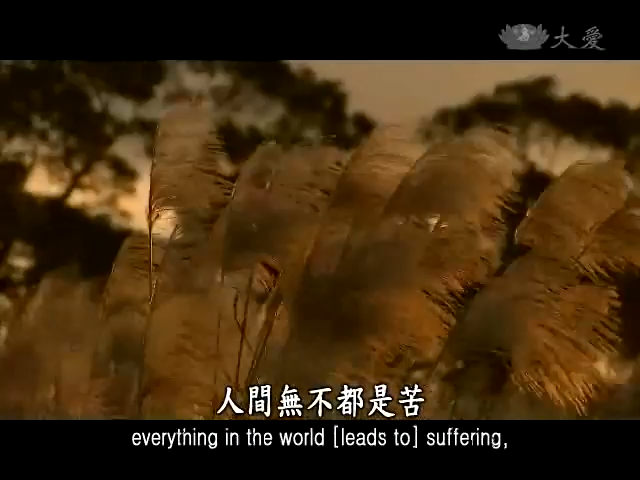 大愛
人間無不都是苦
everything in the world [leads to] suffering,